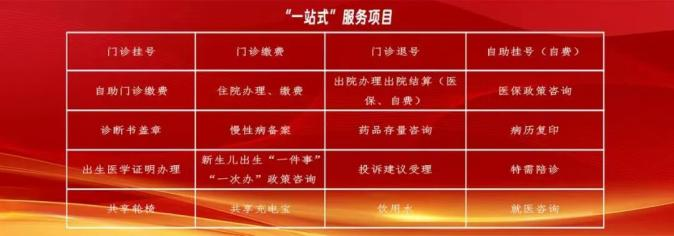 “一站式”服务项目
门诊挂号
门诊缴费
门诊退号
自助挂号（自费）
自助门诊缴费
住院办理、缴费
出院办理出院结算（医
保、自费）
医保政策咨询
诊断书盖章
慢性病备案
药品存量咨询
病历复印
出生医学证明办理
新生儿出生“一件事”
“一次办”政策咨询
投诉建议受理
特需陪诊
共享轮椅
共享充电宝
饮用水
就医咨询